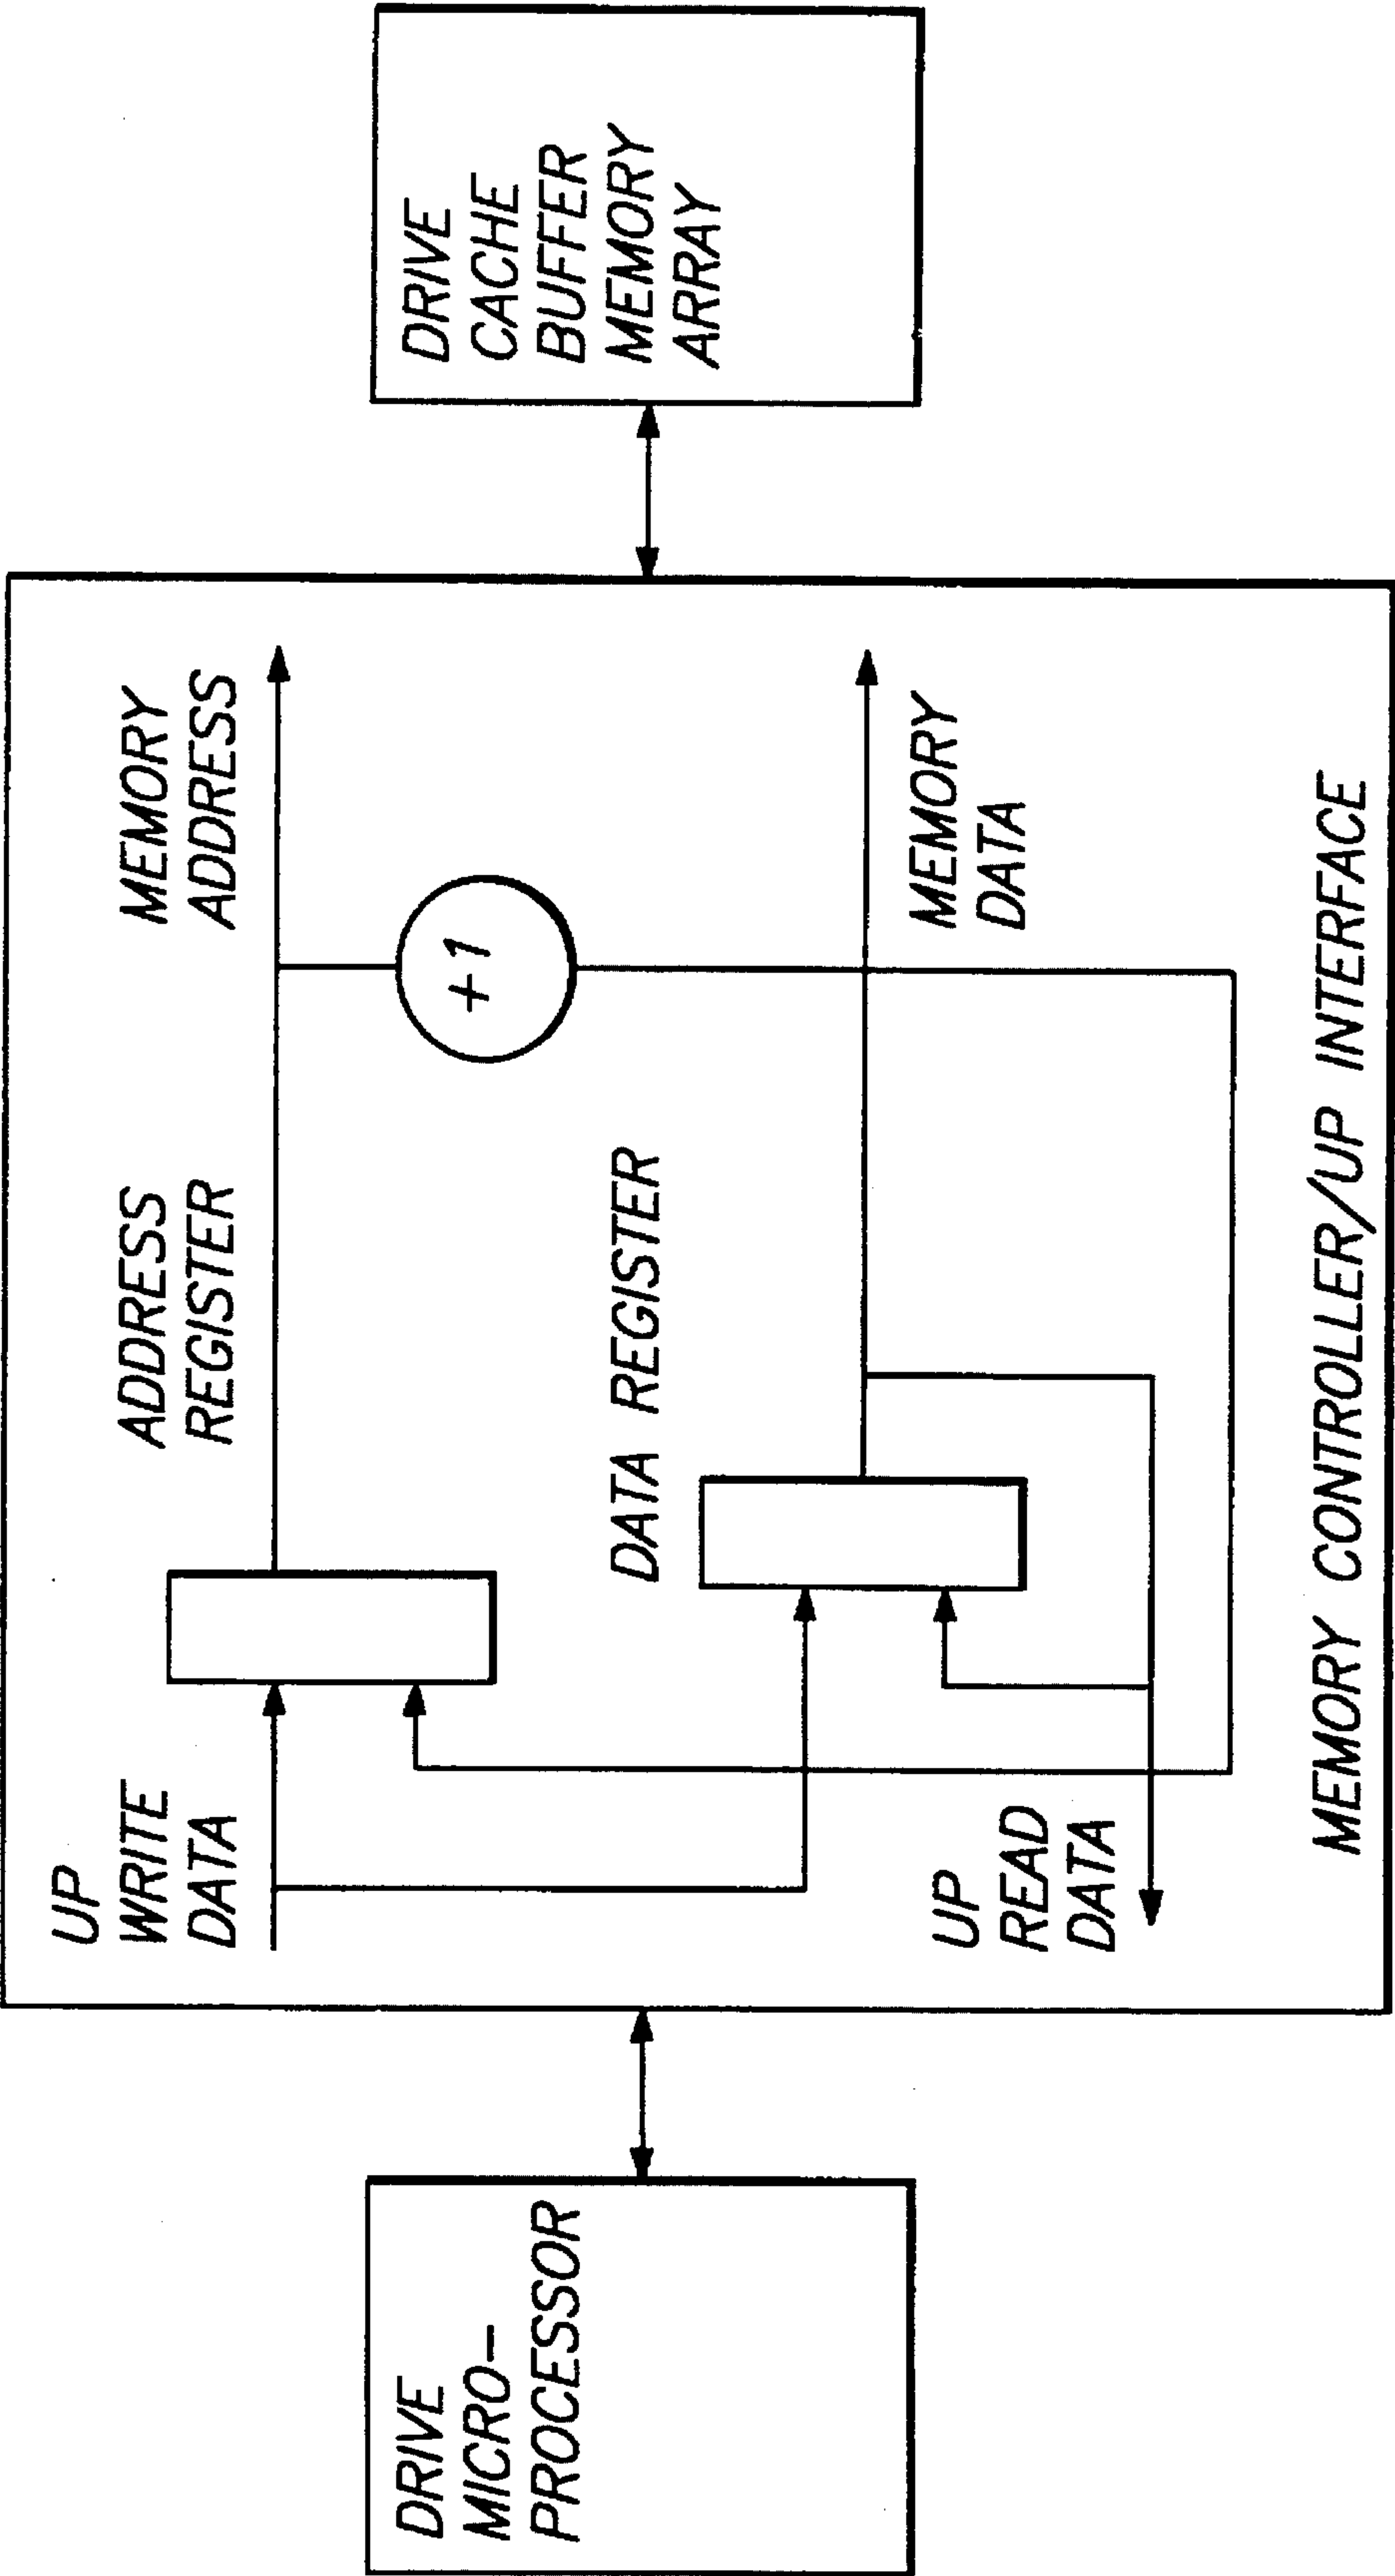 DRIVE
MICRO-
PROCESSOR
UP
WRITE
DATA
ADDRESS
REGISTER
MEMORY
ADDRESS
+1
DATA REGISTER
UP
READ
DATA
MEMORY
DATA
MEMORY CONTROLLER/UP INTERFACE
DRIVE
CACHE
BUFFER
MEMORY
ARRAY